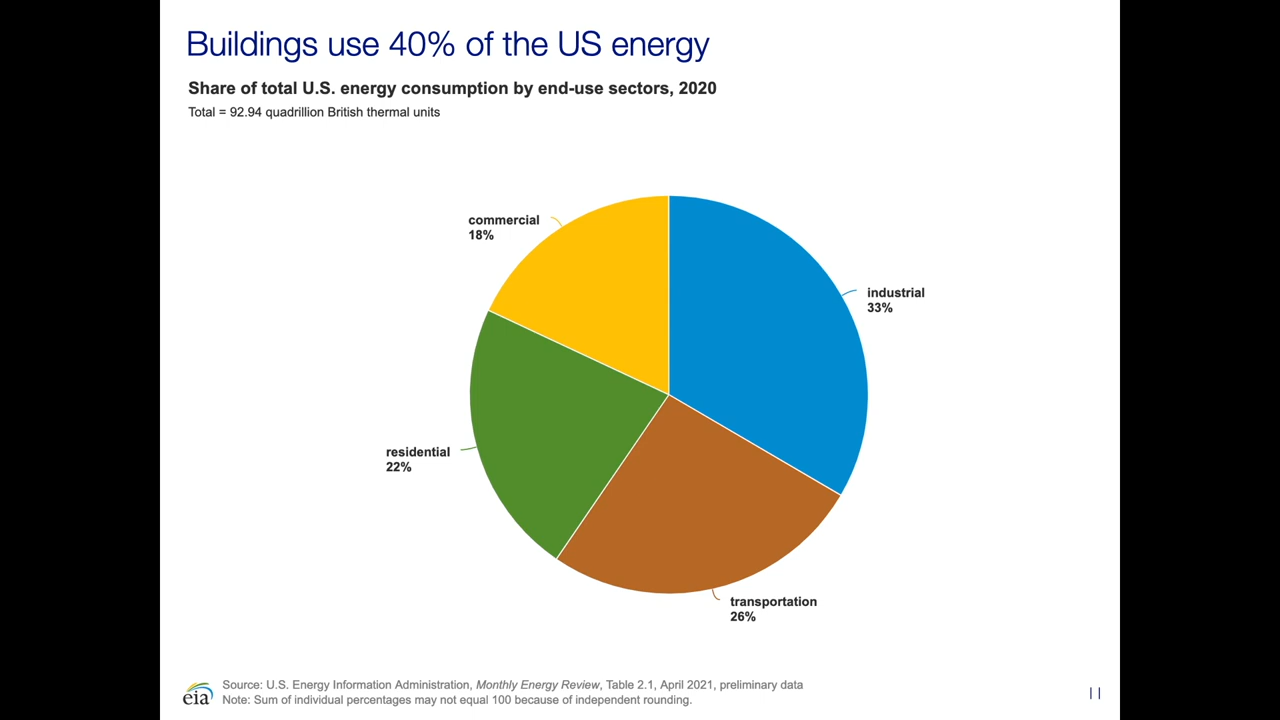 Buildings use 40% of the US energy
Share of total U.S. energy consumption by end-use sectors, 2020
Total = 92.94 quadrillion British thermal units
commercial
18%
industrial
33%
residential
22%
transportation
26%
eia
Source: U.S. Energy Information Administration, Monthly Energy Review, Table 2.1, April 2021, preliminary data
Note: Sum of individual percentages may not equal 100 because of independent rounding.
11